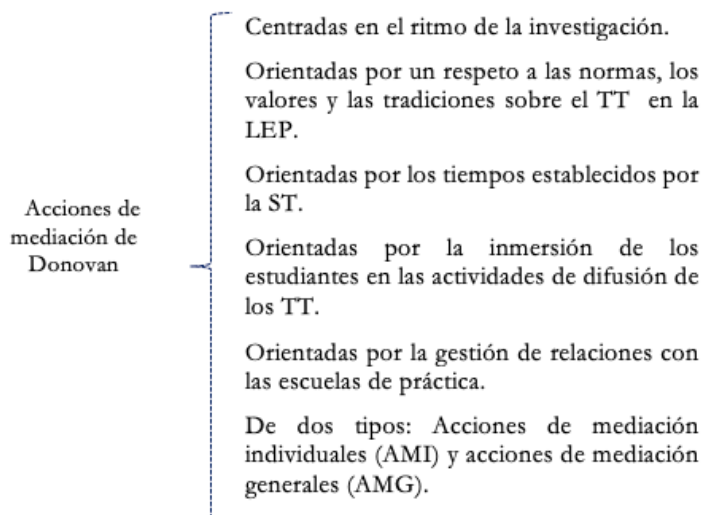 Centradas en el ritmo de la investigación.
Orientadas por un respeto a las normas, los
valores y las tradiciones sobre el TT en la
LEP.
Orientadas por los tiempos establecidos por
la ST.
Acciones de
mediación de
Donovan
Orientadas por la inmersión de los
estudiantes en las actividades de difusión de
los TT.
Orientadas por la gestión de relaciones con
las escuelas de práctica.
De dos tipos: Acciones de mediación
individuales (AMI) y acciones de mediación
generales (AMG).